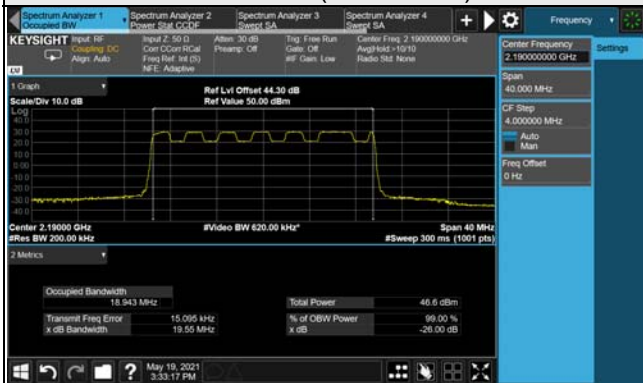 Spectrum Analyzer 1
Occupied BW
Spectrum Analyzer 2
Power Stat CCDF
Spectrum Analyzer 3
Swept SA
Spectrum Analyzer 4
Swept SA
Frequency
KEYSIGHT
Input: RF
Coupling: DC
Align: Auto
Input Z: 50 Ω
Corr CCorr RCal
Freq Ref: Int (S)
NFE: Adaptive
Atten: 30 dB
Preamp: Off
Trig: Free Run
Gate: Off
#IF Gain: Low
Center Freq: 2.190000000 GHz
Avg|Hold:>10/10
Radio Std: None
LXI
Center Frequency
2.190000000 GHz
Settings
Span
40.000 MHz
CF Step
4.000000 MHz
Auto
Man
Freq Offset
0 Hz
1 Graph
Scale/Div 10.0 dB
Ref Lvl Offset 44.30 dB
Ref Value 50.00 dBm
Log
40.0
30.0
20.0
10.0
0.00
-10.0
-20.0
-30.0
-40.0
Center 2.19000 GHz
#Res BW 200.00 kHz
#Video BW 620.00 kHz*
Span 40 MHz
#Sweep 300 ms (1001 pts)
2 Metrics
Occupied Bandwidth
18.943 MHz
Total Power
46.6 dBm
Transmit Freq Error
15.095 kHz
% of OBW Power
99.00 %
x dB Bandwidth
19.55 MHz
x dB
-26.00 dB
May 19, 2021
3:33:17 PM